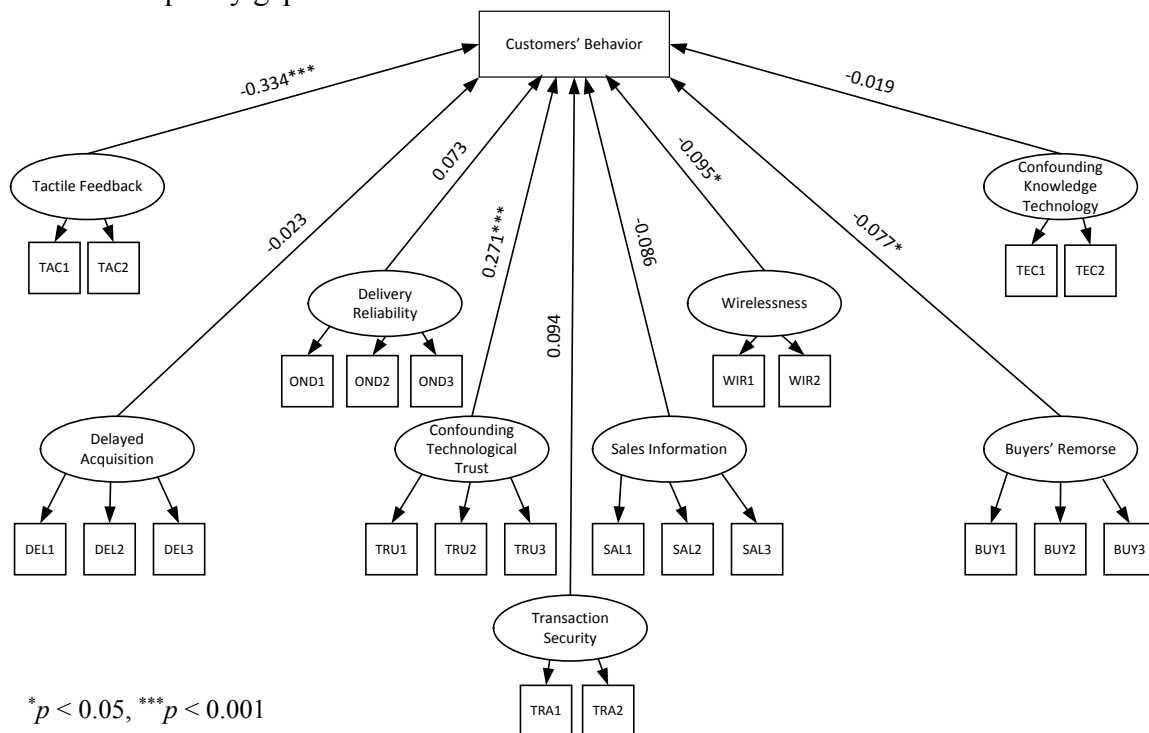 Customers' Behavior
-0.334***
-0.019
0.073
-0.095*
Tactile Feedback
Confounding
Knowledge
Technology
-0.023
0.271***
-0.086
-0.077*
TAC1
TAC2
TEC1
TEC2
Delivery
Reliability
0.094
Wirelessness
OND1
OND2
OND3
WIR1
WIR2
Delayed
Acquisition
Confounding
Technological
Trust
Sales Information
Buyers' Remorse
DEL1
DEL2
DEL3
TRU1
TRU2
TRU3
SAL1
SAL2
SAL3
BUY1
BUY2
BUY3
Transaction
Security
TRA1
TRA2
*p < 0.05, ***p < 0.001